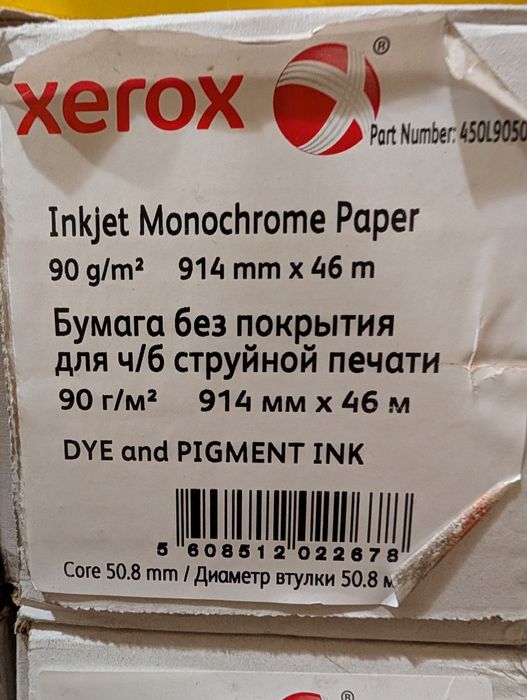 xerox
®
Part Number: 450L9050
Inkjet Monochrome Paper
90 g/m² 914 mm x 46 m
Бумага без покрытия
для ч/б струйной печати
90 г/м² 914 мм x 46 м
DYE and PIGMENT INK
5 608512 022678
Core 50.8 mm / Диаметр втулки 50.8 м
®